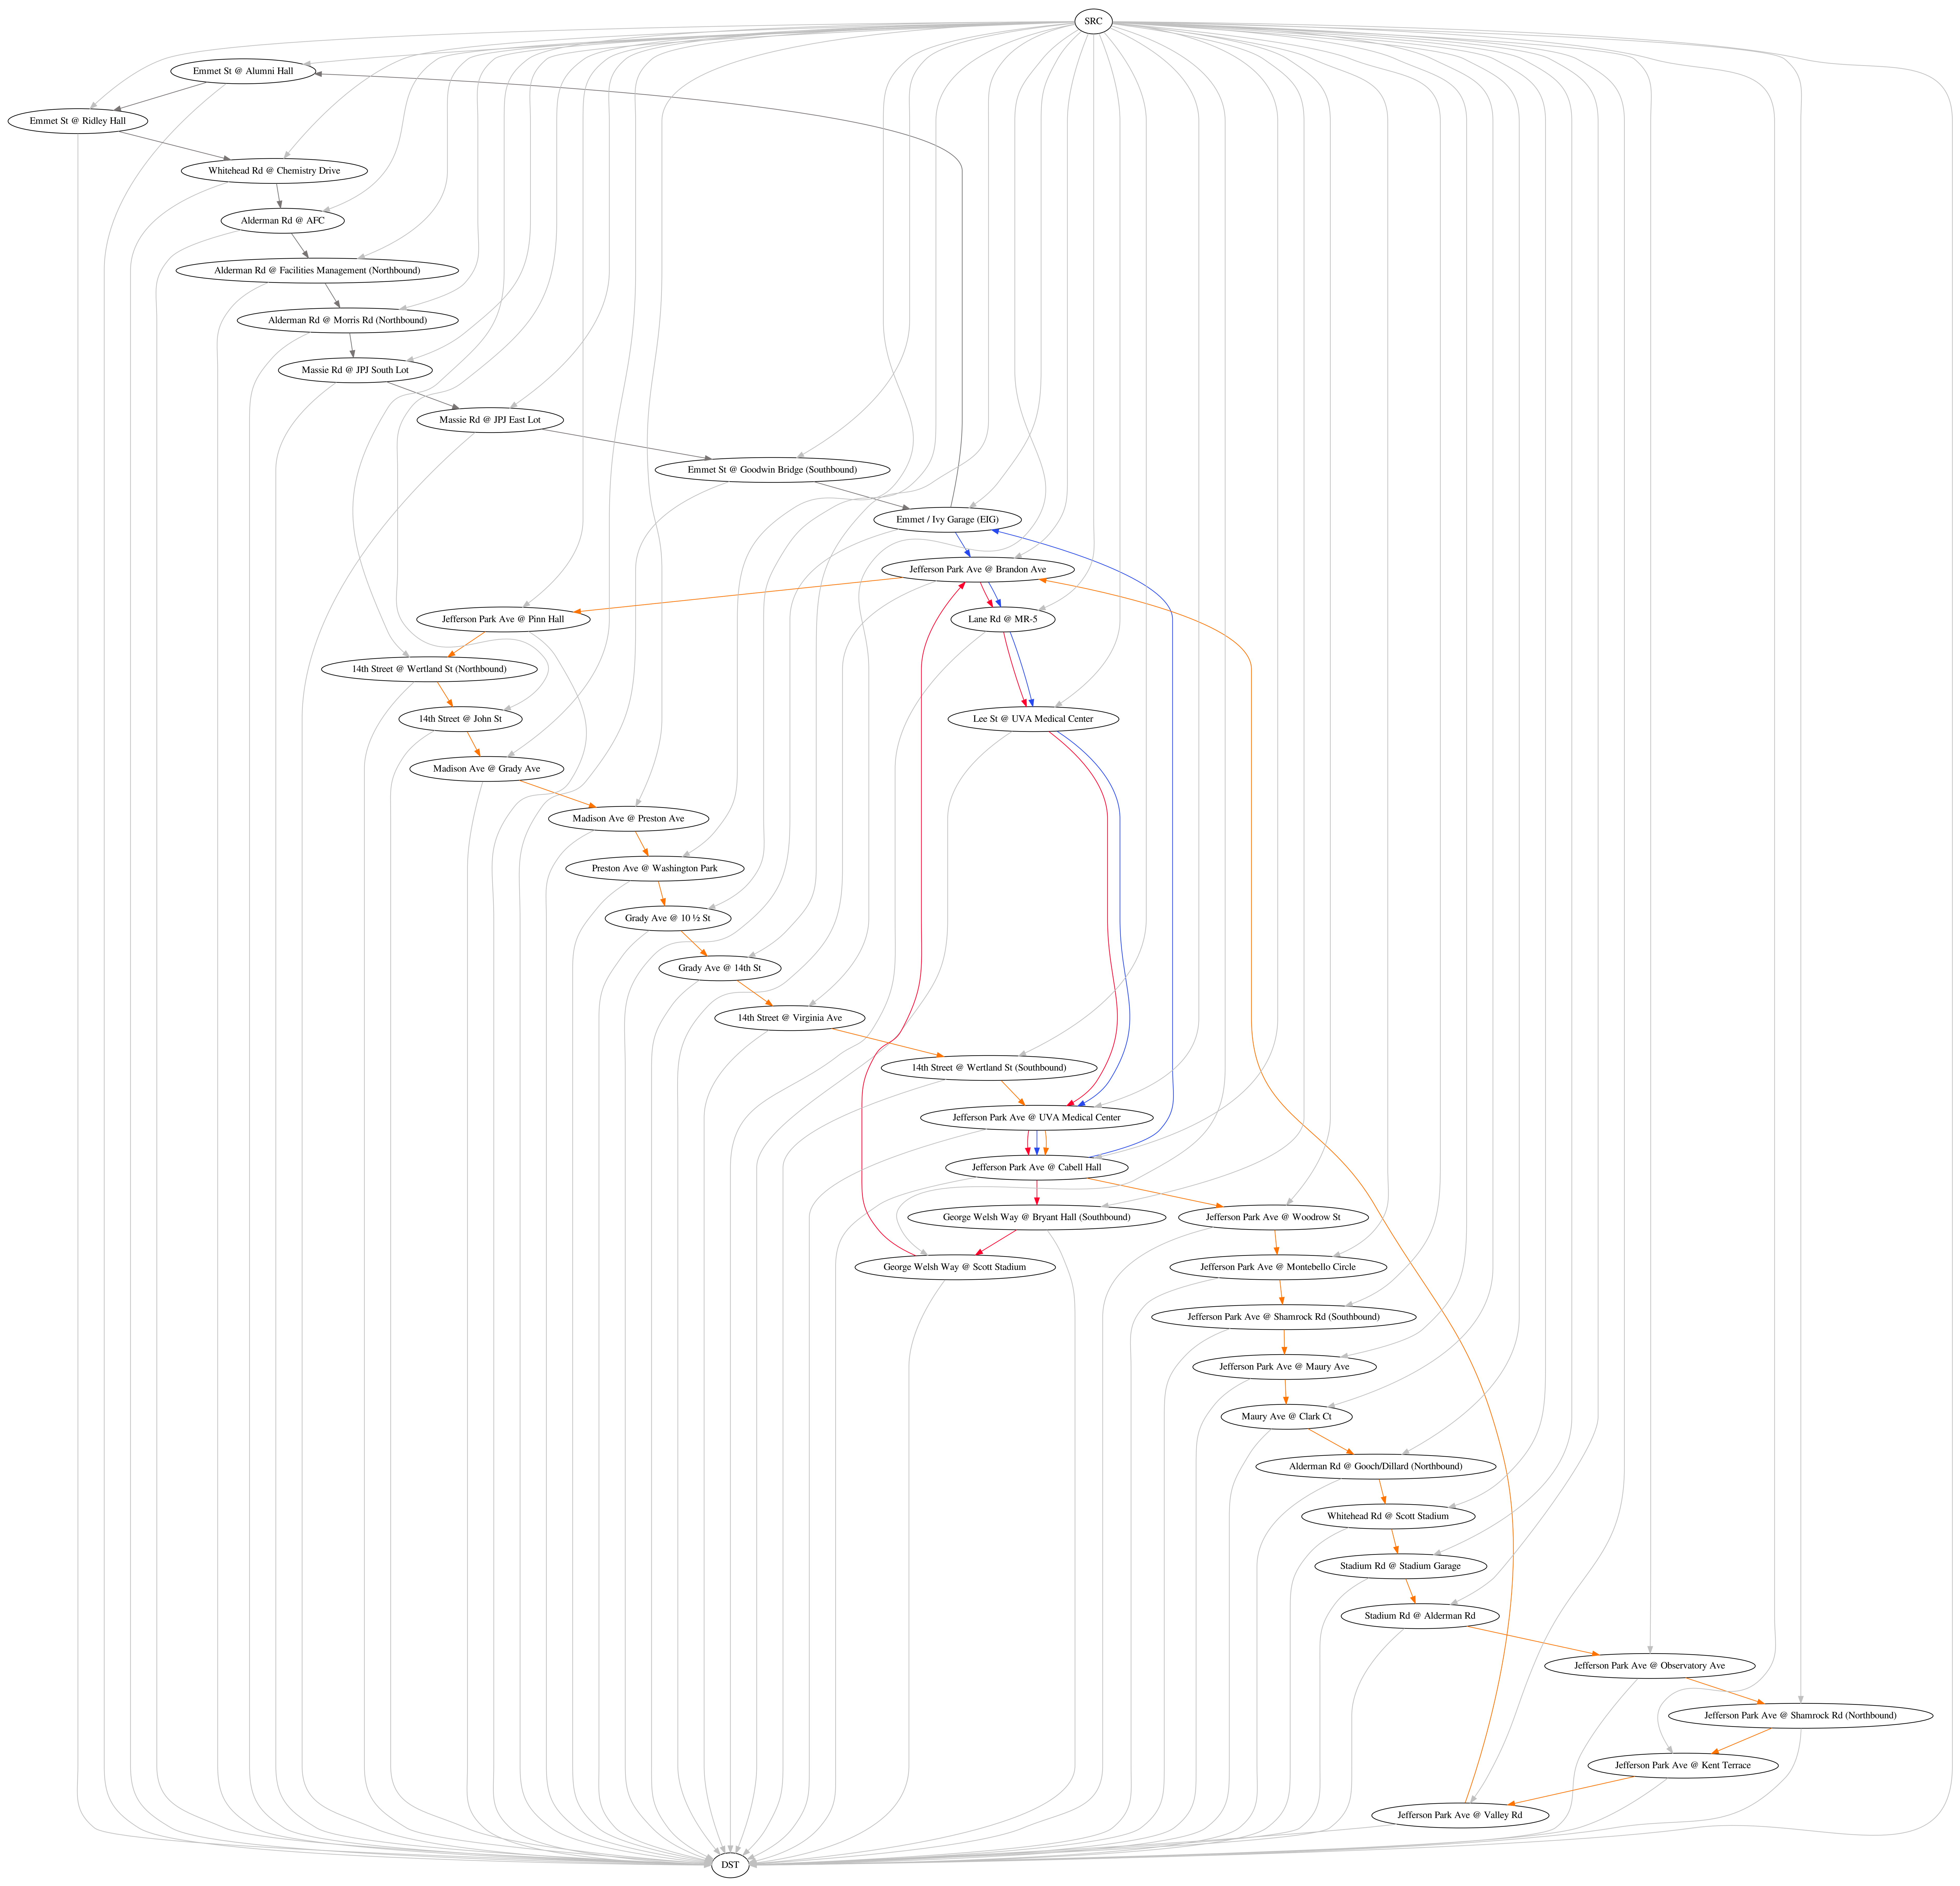 SRC
Emmet St @ Alumni Hall
Emmet St @ Ridley Hall
Whitehead Rd @ Chemistry Drive
Alderman Rd @ AFC
Alderman Rd @ Facilities Management (Northbound)
Alderman Rd @ Morris Rd (Northbound)
Massie Rd @ JPJ South Lot
Massie Rd @ JPJ East Lot
Emmet St @ Goodwin Bridge (Southbound)
Emmet / Ivy Garage (EIG)
Jefferson Park Ave @ Brandon Ave
Jefferson Park Ave @ Pinn Hall
Lane Rd @ MR-5
14th Street @ Wertland St (Northbound)
14th Street @ John St
Lee St @ UVA Medical Center
Madison Ave @ Grady Ave
Madison Ave @ Preston Ave
Preston Ave @ Washington Park
Grady Ave @ 10 ½ St
Grady Ave @ 14th St
14th Street @ Virginia Ave
14th Street @ Wertland St (Southbound)
Jefferson Park Ave @ UVA Medical Center
Jefferson Park Ave @ Cabell Hall
George Welsh Way @ Bryant Hall (Southbound)
Jefferson Park Ave @ Woodrow St
George Welsh Way @ Scott Stadium
Jefferson Park Ave @ Montebello Circle
Jefferson Park Ave @ Shamrock Rd (Southbound)
Jefferson Park Ave @ Maury Ave
Maury Ave @ Clark Ct
Alderman Rd @ Gooch/Dillard (Northbound)
Whitehead Rd @ Scott Stadium
Stadium Rd @ Stadium Garage
Stadium Rd @ Alderman Rd
Jefferson Park Ave @ Observatory Ave
Jefferson Park Ave @ Shamrock Rd (Northbound)
Jefferson Park Ave @ Kent Terrace
Jefferson Park Ave @ Valley Rd
DST